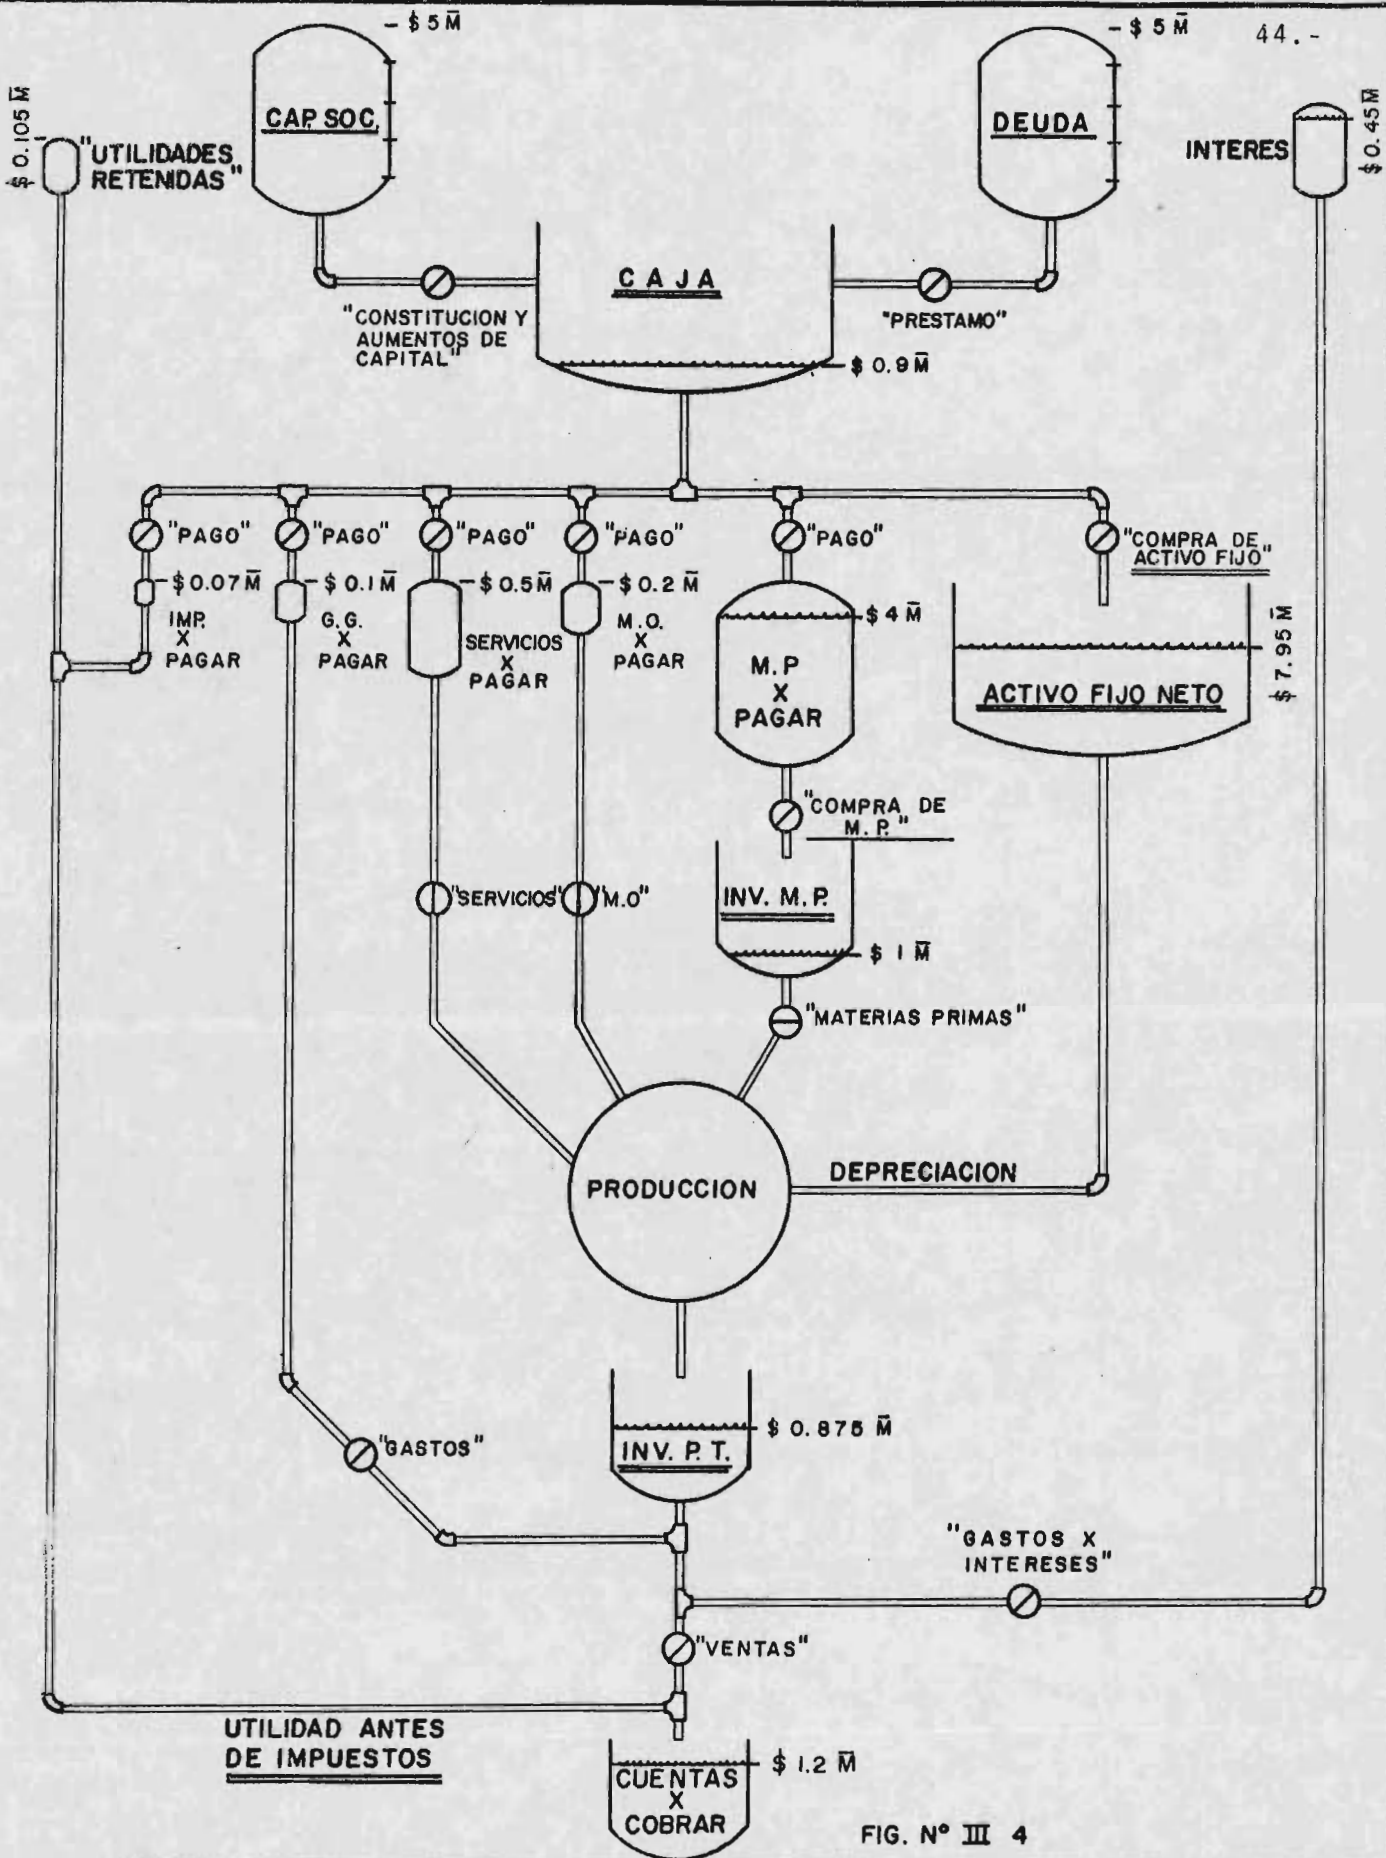 - $ 5 M̄
- $ 5 M̄
44.-
$ 0.105 M̄
"UTILIDADES
RETENIDAS"
CAP. SOC.
DEUDA
INTERES
$ 0.45 M̄
CAJA
"CONSTITUCION Y
AUMENTOS DE
CAPITAL"
"PRESTAMO"
$ 0.9 M̄
"PAGO"
"PAGO"
"PAGO"
"PAGO"
"PAGO"
"COMPRA DE
ACTIVO FIJO"
- $ 0.07 M̄
- $ 0.1 M̄
- $ 0.5 M̄
- $ 0.2 M̄
$ 4 M̄
IMP.
X
PAGAR
G.G.
X
PAGAR
SERVICIOS
X
PAGAR
M.O.
X
PAGAR
M.P
X
PAGAR
ACTIVO FIJO NETO
$ 7.95 M̄
"COMPRA DE
M.P."
"SERVICIOS"
"M.O"
INV. M.P.
$ 1 M̄
"MATERIAS PRIMAS"
PRODUCCION
DEPRECIACION
$ 0.875 M̄
INV. P.T.
"GASTOS"
"GASTOS X
INTERESES"
"VENTAS"
UTILIDAD ANTES
DE IMPUESTOS
$ 1.2 M̄
CUENTAS
X
COBRAR
FIG. Nº III 4